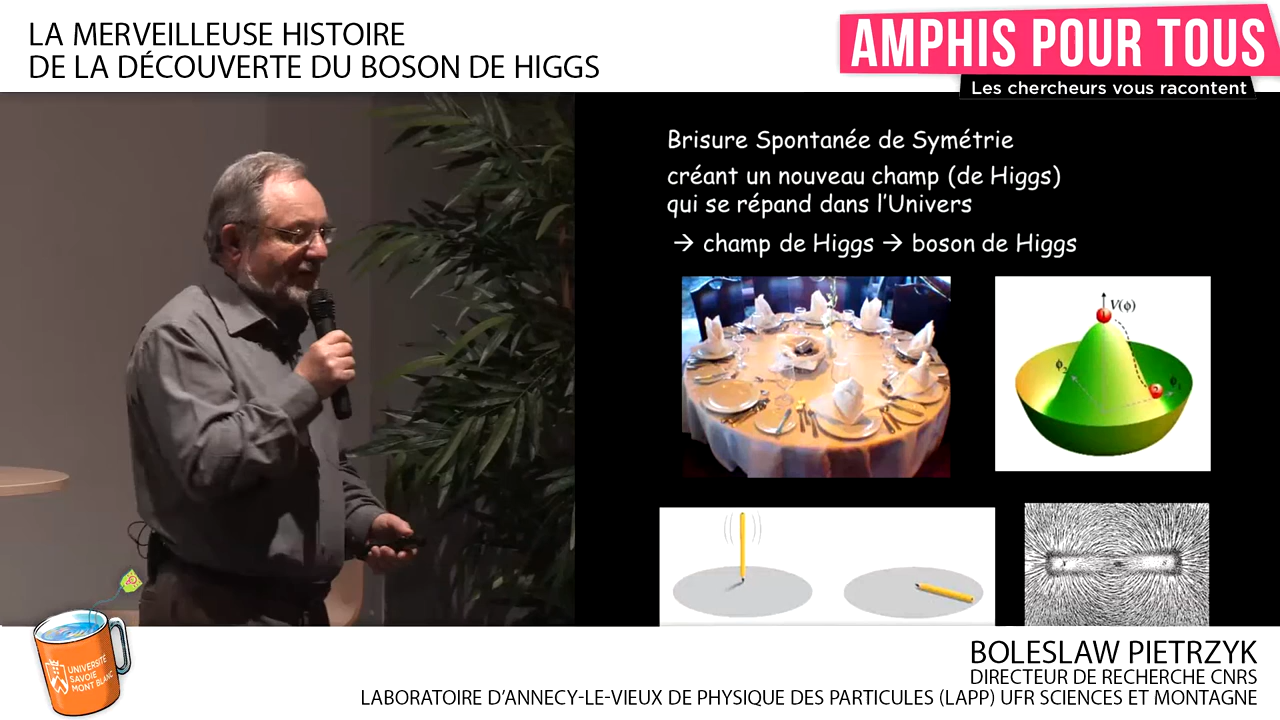 LA MERVEILLEUSE HISTOIRE
DE LA DÉCOUVERTE DU BOSON DE HIGGS
AMPHIS POUR TOUS
Les chercheurs vous racontent
Brisure Spontanée de Symétrie
créant un nouveau champ (de Higgs)
qui se répand dans l'Univers
→ champ de Higgs → boson de Higgs
V(ϕ)
ϕ₂
ϕ₁
S
UNIVERSITÉ
SAVOIE
MONT BLANC
BOLESLAW PIETRZYK
DIRECTEUR DE RECHERCHE CNRS
LABORATOIRE D'ANNECY-LE-VIEUX DE PHYSIQUE DES PARTICULES (LAPP) UFR SCIENCES ET MONTAGNE